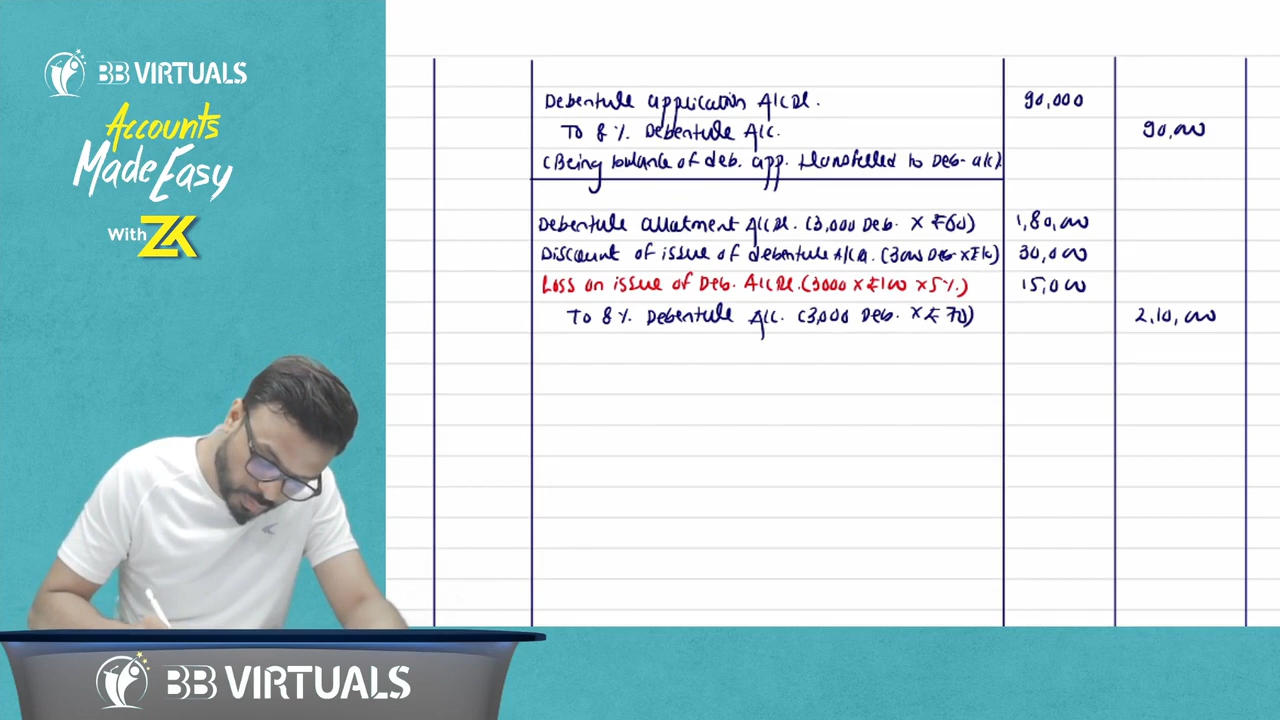 BB VIRTUALS
Accounts
Made Easy
With ZK
Debenture application A/c Dr. 90,000
To 8 % Debenture A/c. 90,000
(Being balance of deb. app. transferred to Deb. a/c).
Debenture allotment A/c Dr. (3,000 Deb. X ₹60) 1,80,000
Discount of issue of debenture A/c Dr. (3000 Deb X ₹10) 30,000
Loss on issue of Deb. A/c Dr. (3000 X ₹100 X 5%) 15,000
To 8 % Debenture A/c. (3,000 Deb. X ₹ 70) 2,10,000
BB VIRTUALS